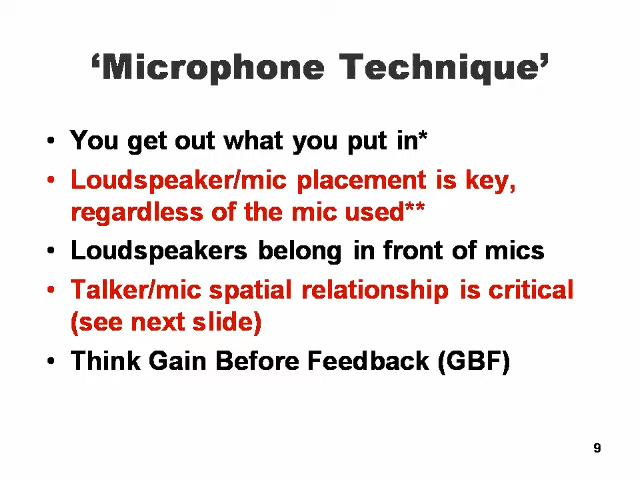 ‘Microphone Technique’
• You get out what you put in*
• Loudspeaker/mic placement is key,
regardless of the mic used**
• Loudspeakers belong in front of mics
• Talker/mic spatial relationship is critical
(see next slide)
• Think Gain Before Feedback (GBF)
9